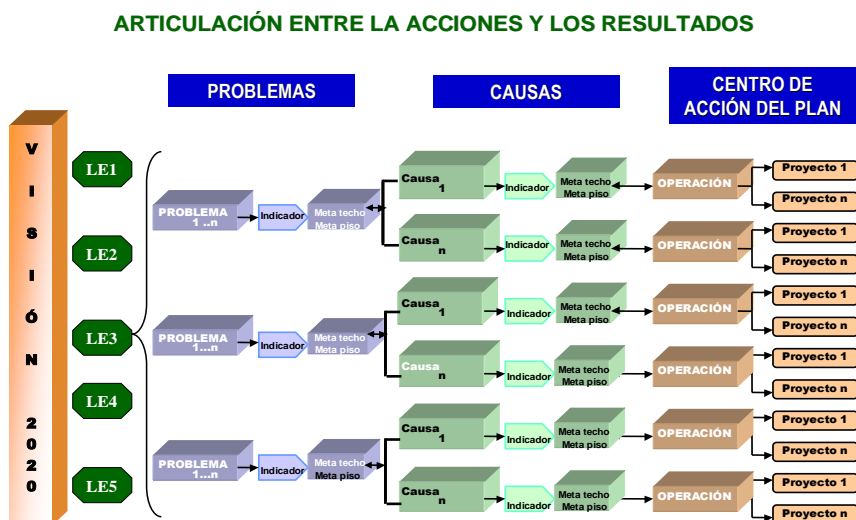 ARTICULACIÓN ENTRE LA ACCIONES Y LOS RESULTADOS
PROBLEMAS
CAUSAS
CENTRO DE
ACCIÓN DEL PLAN
VISIÓN 2020
LE1
LE2
LE3
LE4
LE5
PROBLEMA
1 ..n
Indicador
Meta techo
Meta piso
Causa
1
Indicador
Meta techo
Meta piso
OPERACIÓN
Proyecto 1
Proyecto n
Causa
n
Indicador
Meta techo
Meta piso
OPERACIÓN
Proyecto 1
Proyecto n
PROBLEMA
1...n
Indicador
Meta techo
Meta piso
Causa
1
Indicador
Meta techo
Meta piso
OPERACIÓN
Proyecto 1
Proyecto n
Causa
n
Indicador
Meta techo
Meta piso
OPERACIÓN
Proyecto 1
Proyecto n
PROBLEMA
1...n
Indicador
Meta techo
Meta piso
Causa
1
Indicador
Meta techo
Meta piso
OPERACIÓN
Proyecto 1
Proyecto n
Causa
n
Indicador
Meta techo
Meta piso
OPERACIÓN
Proyecto 1
Proyecto n